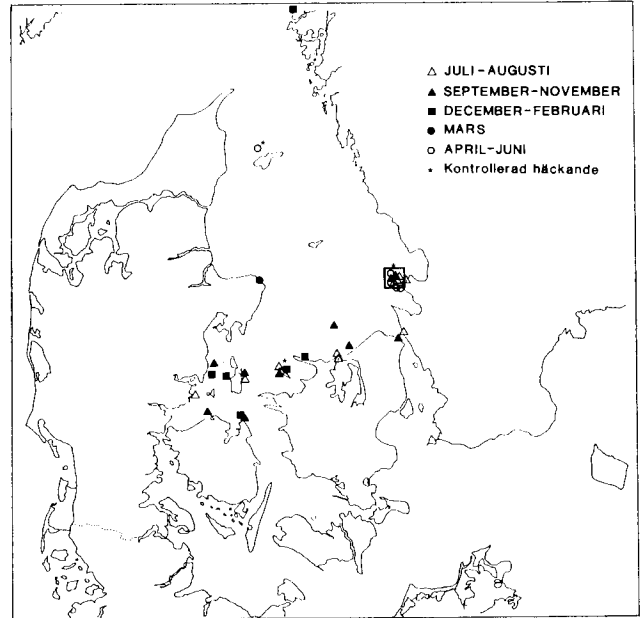 JULI-AUGUSTI
SEPTEMBER-NOVEMBER
DECEMBER-FEBRUARI
MARS
APRIL-JUNI
Kontrollerad häckande